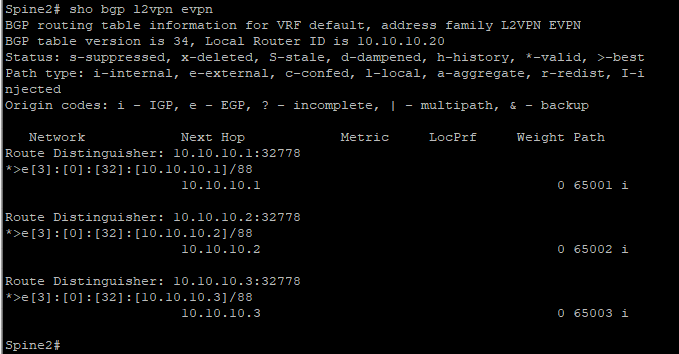 Spine2# sho bgp l2vpn evpn
BGP routing table information for VRF default, address family L2VPN EVPN
BGP table version is 34, Local Router ID is 10.10.10.20
Status: s-suppressed, x-deleted, S-stale, d-dampened, h-history, *-valid, >-best
Path type: i-internal, e-external, c-confed, l-local, a-aggregate, r-redist, I-i
njected
Origin codes: i - IGP, e - EGP, ? - incomplete, | - multipath, & - backup
Network Next Hop Metric LocPrf Weight Path
Route Distinguisher: 10.10.10.1:32778
*>e[3]:[0]:[32]:[10.10.10.1]/88
10.10.10.1 0 65001 i
Route Distinguisher: 10.10.10.2:32778
*>e[3]:[0]:[32]:[10.10.10.2]/88
10.10.10.2 0 65002 i
Route Distinguisher: 10.10.10.3:32778
*>e[3]:[0]:[32]:[10.10.10.3]/88
10.10.10.3 0 65003 i
Spine2#